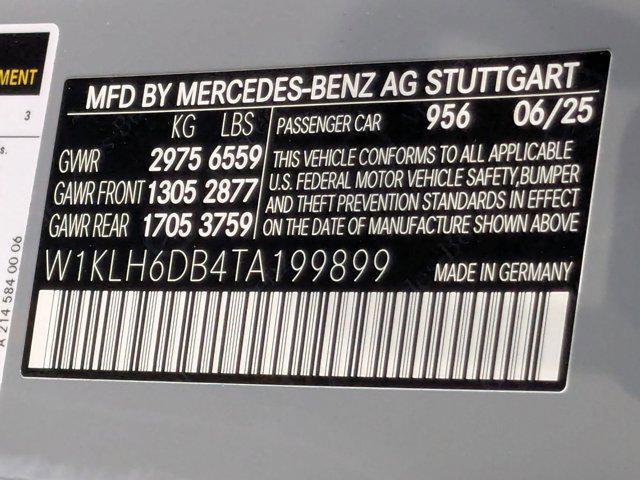 MENT
3
s.
A 214 584 00 06
MFD BY MERCEDES-BENZ AG STUTTGART
KG LBS
GVWR 2975 6559
GAWR FRONT 1305 2877
GAWR REAR 1705 3759
PASSENGER CAR 956 06/25
THIS VEHICLE CONFORMS TO ALL APPLICABLE
U.S. FEDERAL MOTOR VEHICLE SAFETY,BUMPER
AND THEFT PREVENTION STANDARDS IN EFFECT
ON THE DATE OF MANUFACTURE SHOWN ABOVE
W1KLH6DB4TA199899 MADE IN GERMANY